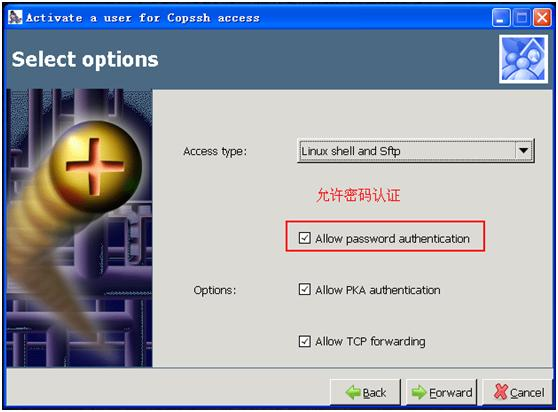 Activate a user for Copssh access
Select options
Access type:
Linux shell and Sftp
允许密码认证
Allow password authentication
Options:
Allow PKA authentication
Allow TCP forwarding
Back
Forward
Cancel